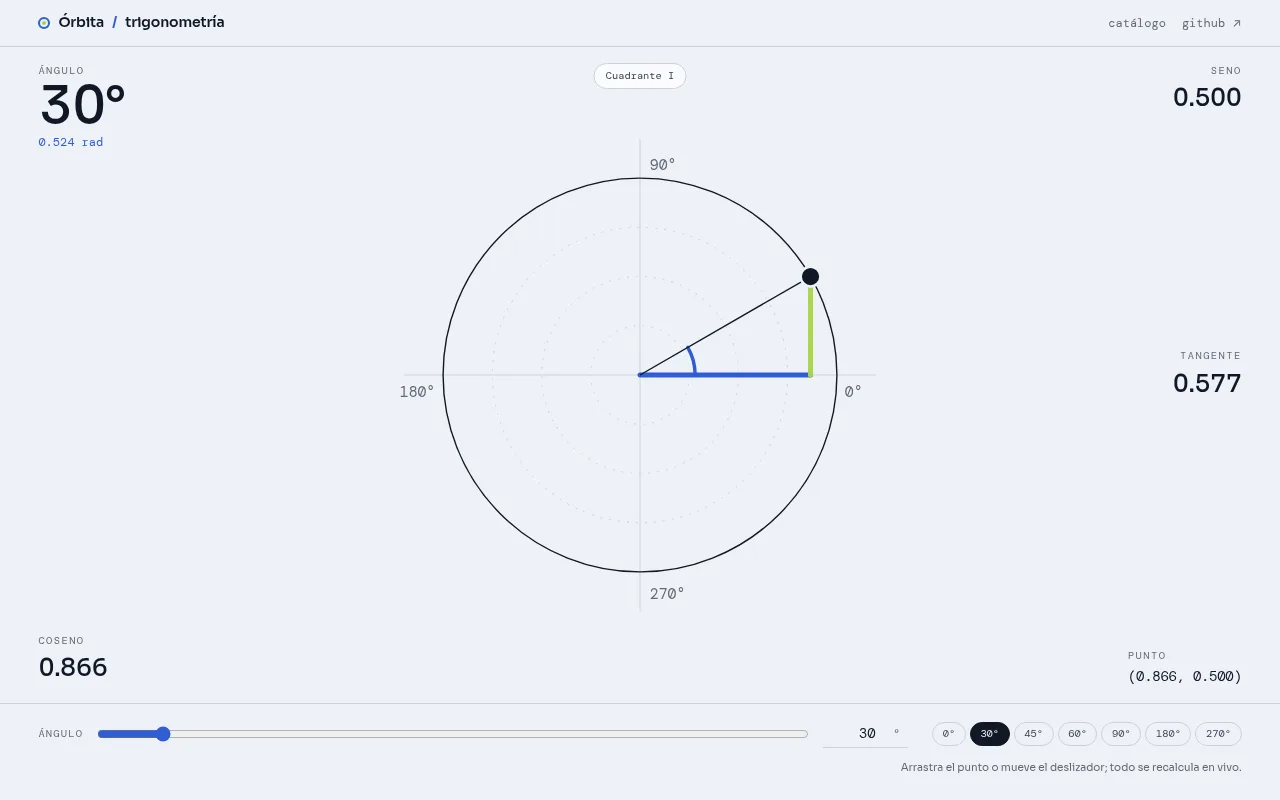 Órbita / trigonometría
catálogo github ↗
ÁNGULO
30°
0.524 rad
Cuadrante I
SENO
0.500
90°
180°
0°
270°
TANGENTE
0.577
COSENO
0.866
PUNTO
(0.866, 0.500)
ÁNGULO
30 °
0° 30° 45° 60° 90° 180° 270°
Arrastra el punto o mueve el deslizador; todo se recalcula en vivo.